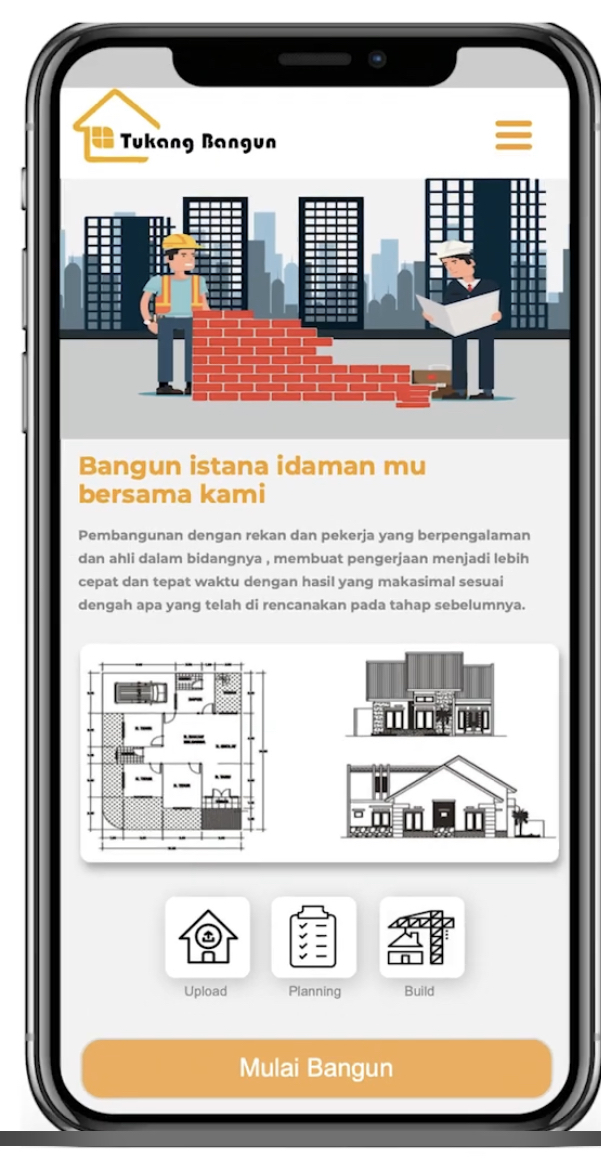 Tukang Bangun
Bangun istana idaman mu
bersama kami
Pembangunan dengan rekan dan pekerja yang berpengalaman
dan ahli dalam bidangnya , membuat pengerjaan menjadi lebih
cepat dan tepat waktu dengan hasil yang makasimal sesuai
dengah apa yang telah di rencanakan pada tahap sebelumnya.
Upload Planning Build
Mulai Bangun